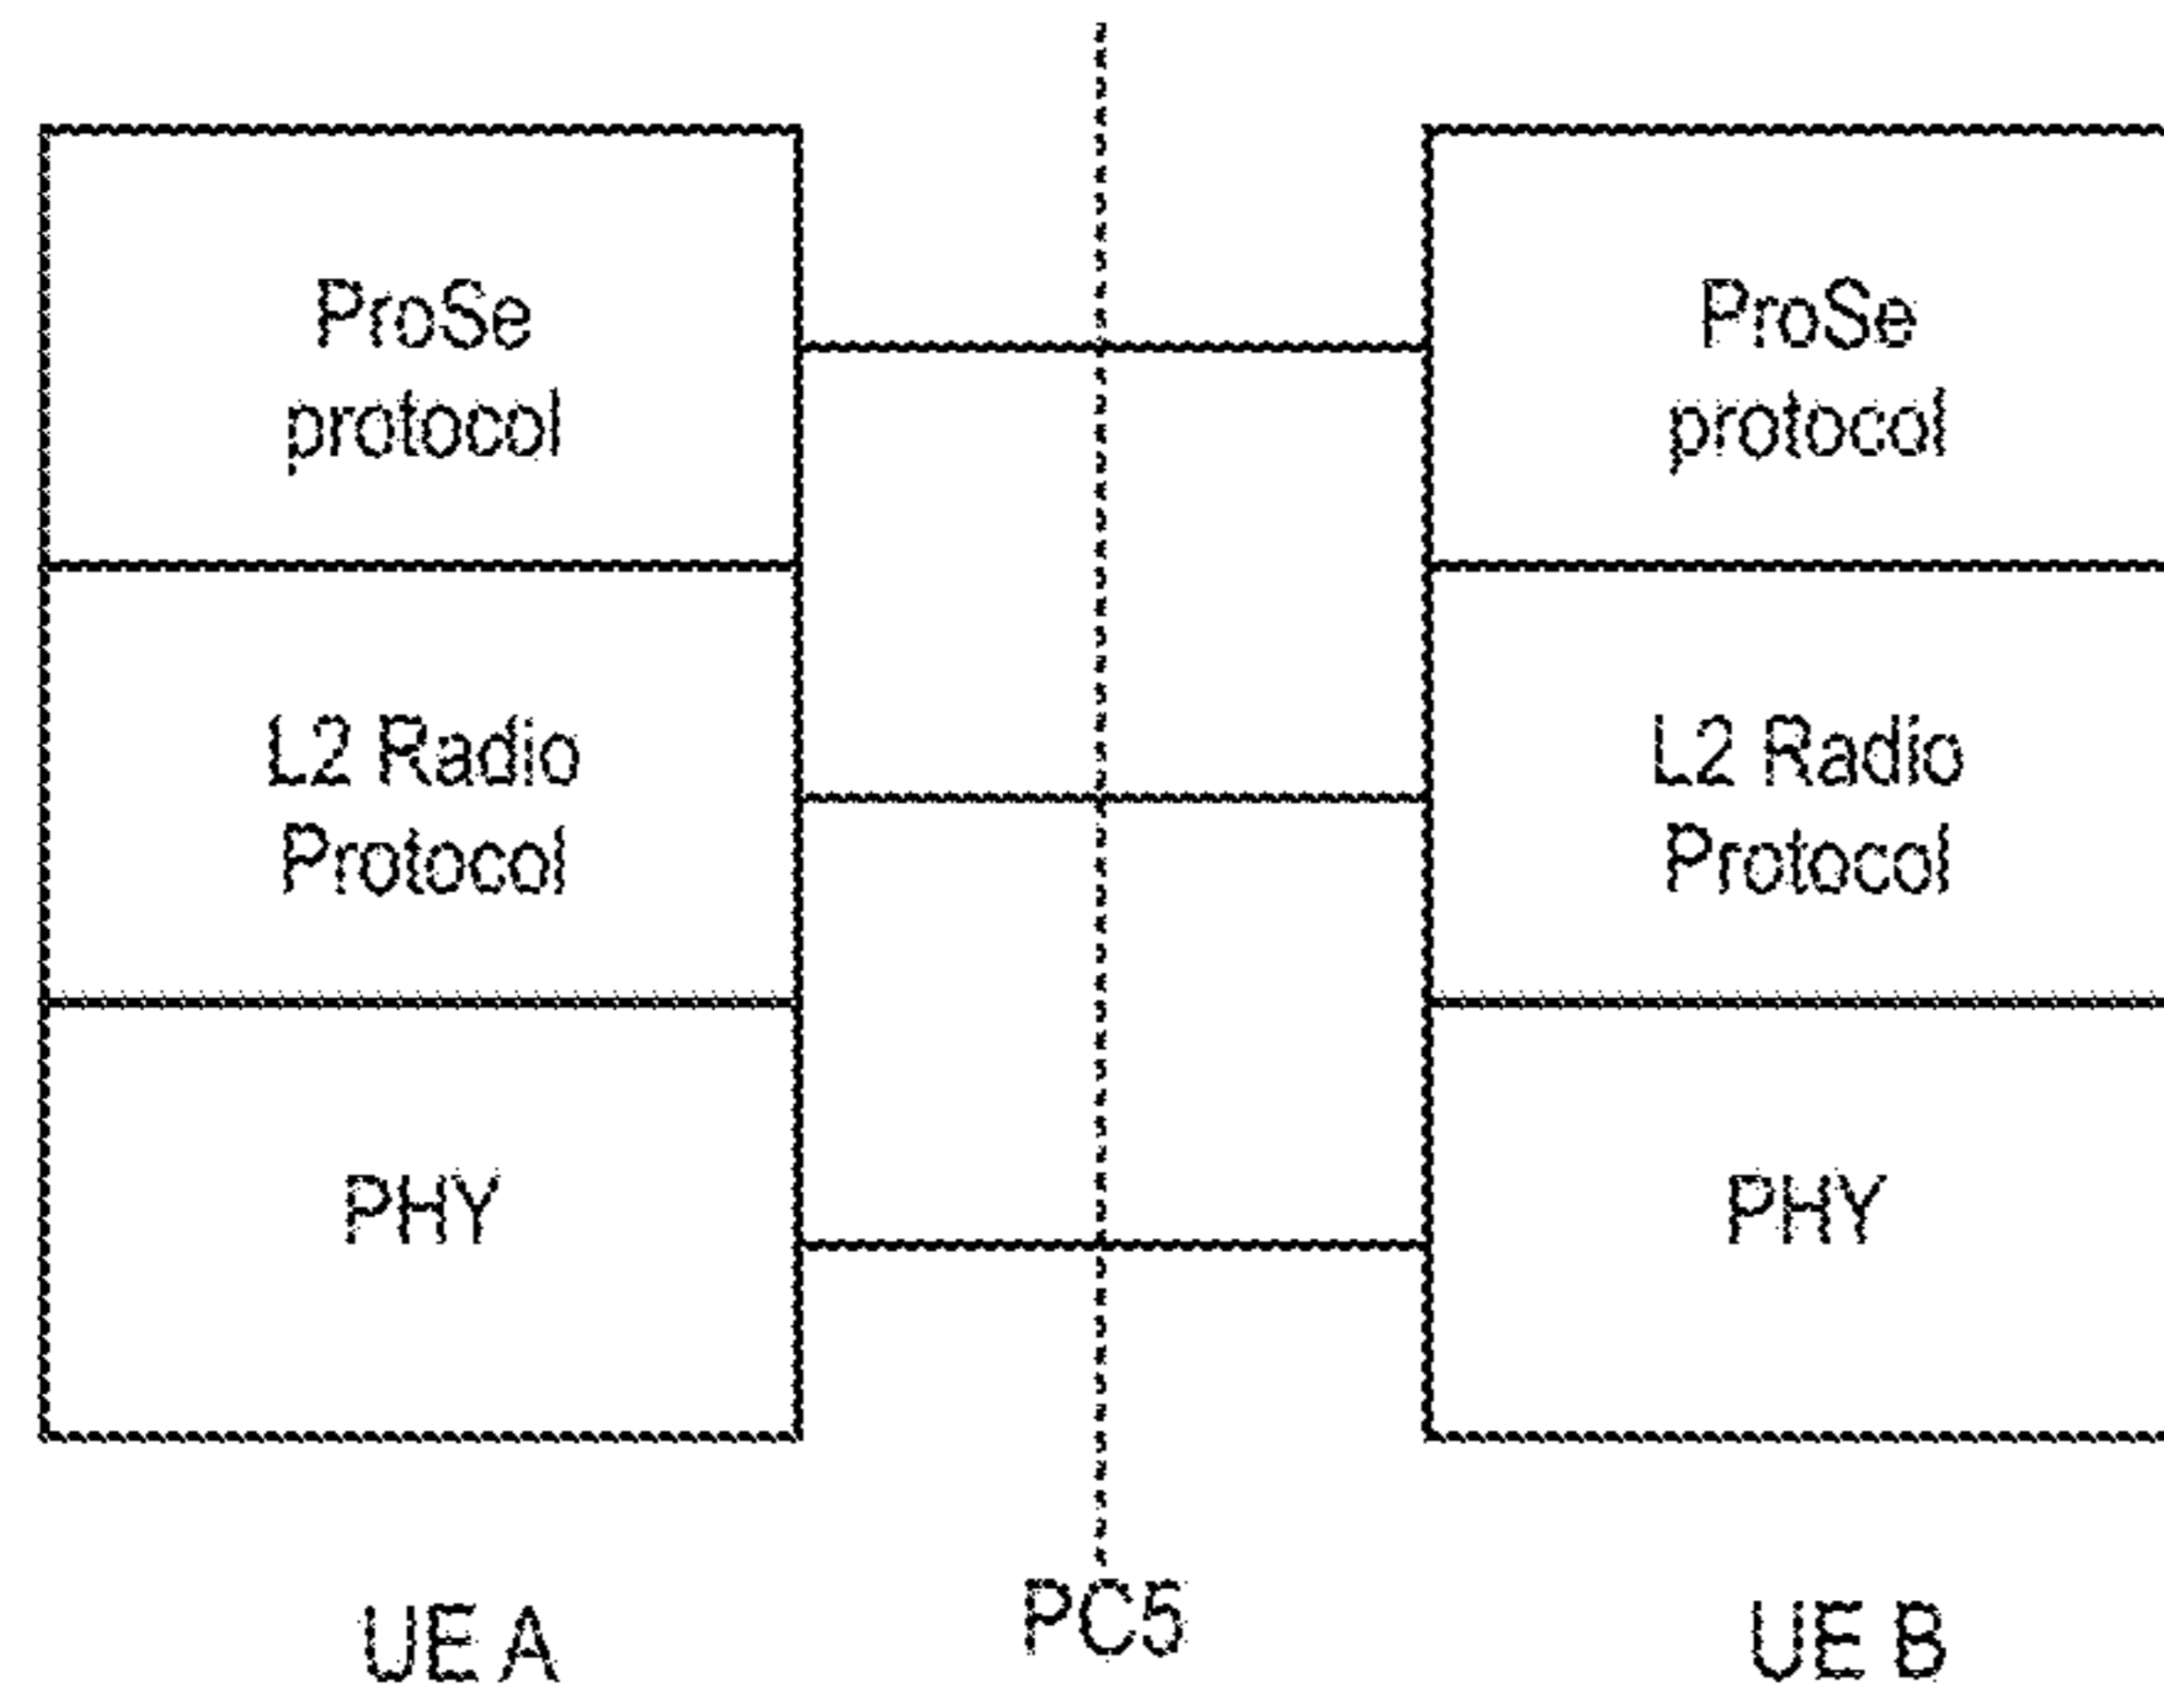 ProSe
protocol
L2 Radio
Protocol
PHY
UE A
PC5
ProSe
protocol
L2 Radio
Protocol
PHY
UE B